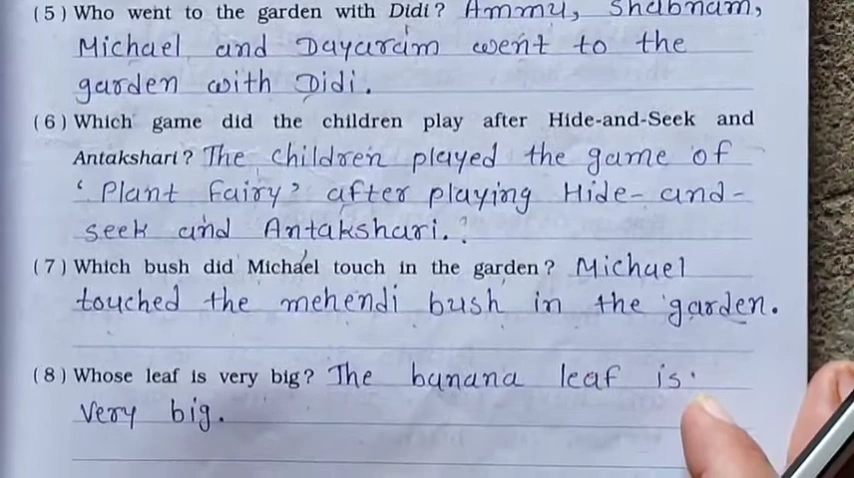 (5) Who went to the garden with Didi? Ammu, Shabnam,
Michael and Dayaram went to the
garden with Didi.
(6) Which game did the children play after Hide-and-Seek and
Antakshari? The children played the game of
'Plant Fairy' after playing Hide-and-
seek and Antakshari.
(7) Which bush did Michael touch in the garden? Michael
touched the mehendi bush in the garden.
(8) Whose leaf is very big? The banana leaf is
very big.